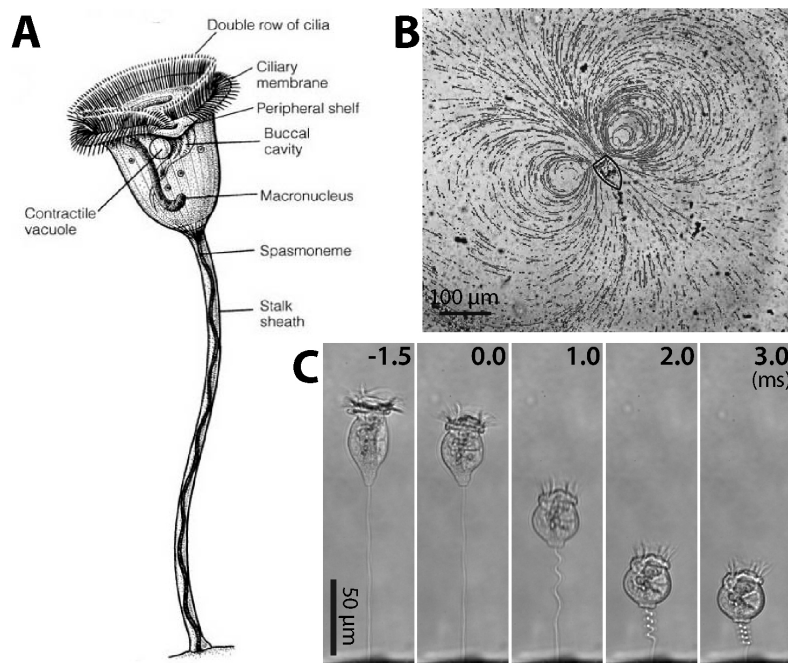 A
Double row of cilia
Ciliary
membrane
Peripheral shelf
Buccal
cavity
Macronucleus
Contractile
vacuole
Spasmoneme
Stalk
sheath
B
100 µm
C
-1.5
0.0
1.0
2.0
3.0
(ms)
50 µm